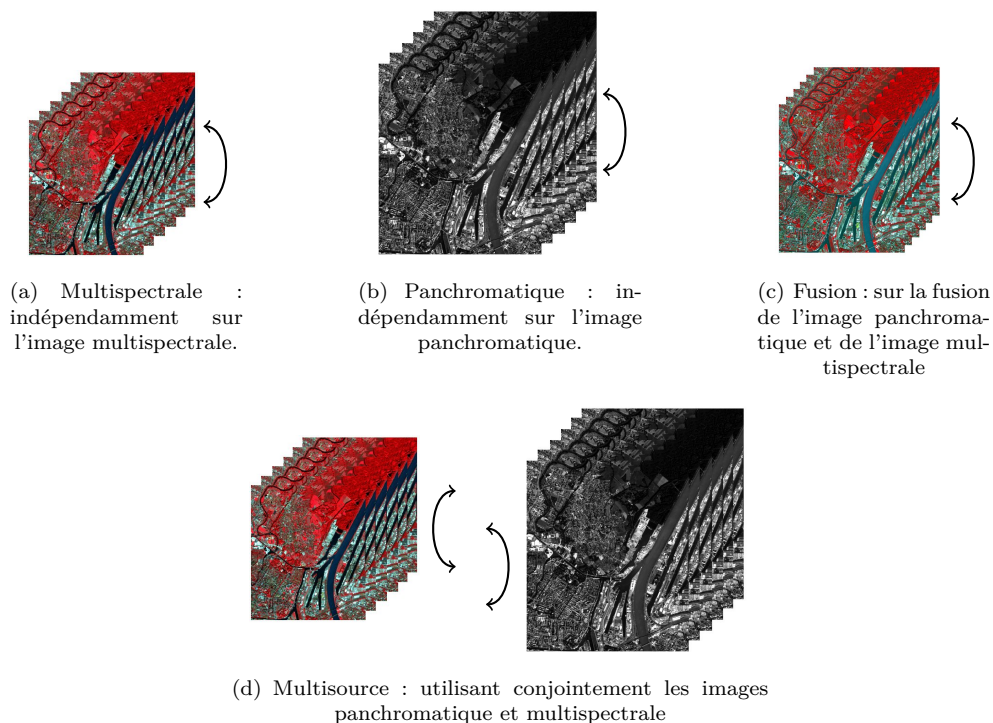 (a) Multispectrale :
indépendamment sur
l'image multispectrale.
(b) Panchromatique : in-
dépendamment sur l'image
panchromatique.
(c) Fusion : sur la fusion
de l'image panchroma-
tique et de l'image mul-
tispectrale
(d) Multisource : utilisant conjointement les images
panchromatique et multispectrale